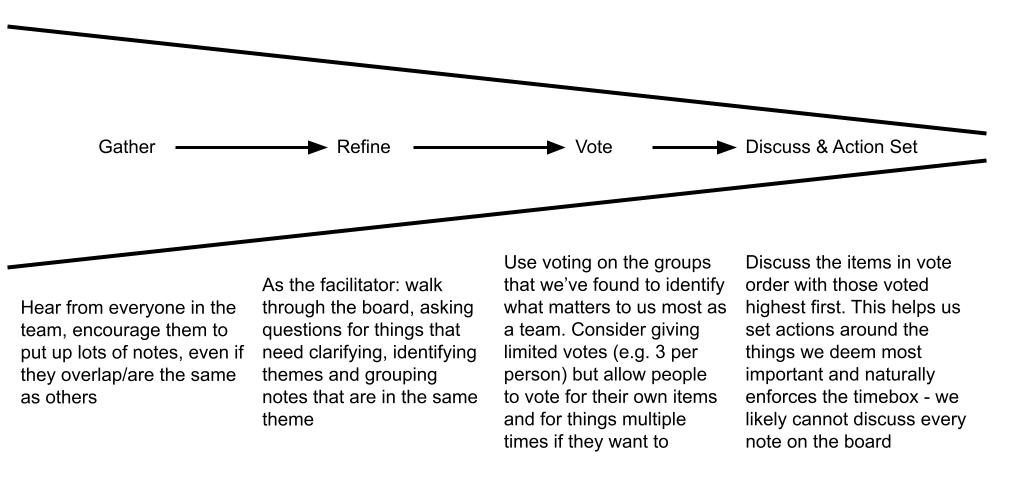 Gather
Refine
Vote
Discuss & Action Set
Hear from everyone in the
team, encourage them to
put up lots of notes, even if
they overlap/are the same
as others
As the facilitator: walk
through the board, asking
questions for things that
need clarifying, identifying
themes and grouping
notes that are in the same
theme
Use voting on the groups
that we’ve found to identify
what matters to us most as
a team. Consider giving
limited votes (e.g. 3 per
person) but allow people
to vote for their own items
and for things multiple
times if they want to
Discuss the items in vote
order with those voted
highest first. This helps us
set actions around the
things we deem most
important and naturally
enforces the timebox - we
likely cannot discuss every
note on the board